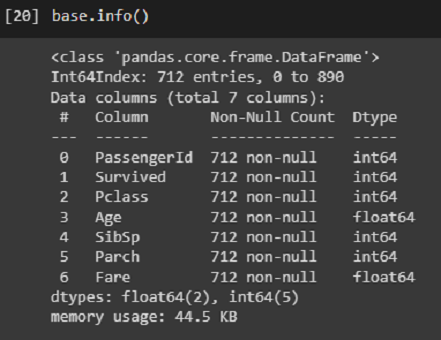 [20] base.info()
<class 'pandas.core.frame.DataFrame'>
Int64Index: 712 entries, 0 to 890
Data columns (total 7 columns):
 #   Column       Non-Null Count  Dtype
---  ------       --------------  -----
 0   PassengerId  712 non-null    int64
 1   Survived     712 non-null    int64
 2   Pclass       712 non-null    int64
 3   Age          712 non-null    float64
 4   SibSp        712 non-null    int64
 5   Parch        712 non-null    int64
 6   Fare         712 non-null    float64
dtypes: float64(2), int64(5)
memory usage: 44.5 KB